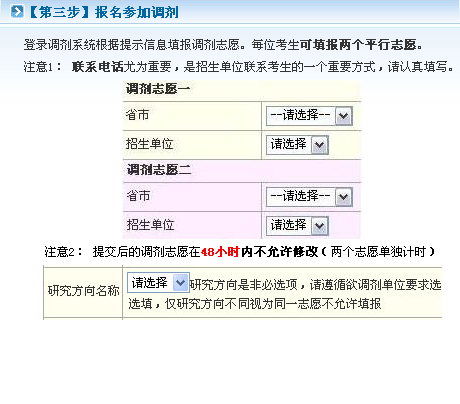 【第三步】报名参加调剂
登录调剂系统根据提示信息填报调剂志愿。每位考生可填报两个平行志愿。
注意1： 联系电话尤为重要，是招生单位联系考生的一个重要方式，请认真填写。
调剂志愿一
省市 --请选择--
招生单位 请选择
调剂志愿二
省市 --请选择--
招生单位 请选择
注意2： 提交后的调剂志愿在48小时内不允许修改（两个志愿单独计时）
研究方向名称 请选择 研究方向是非必选项，请遵循欲调剂单位要求选
选填，仅研究方向不同视为同一志愿不允许填报